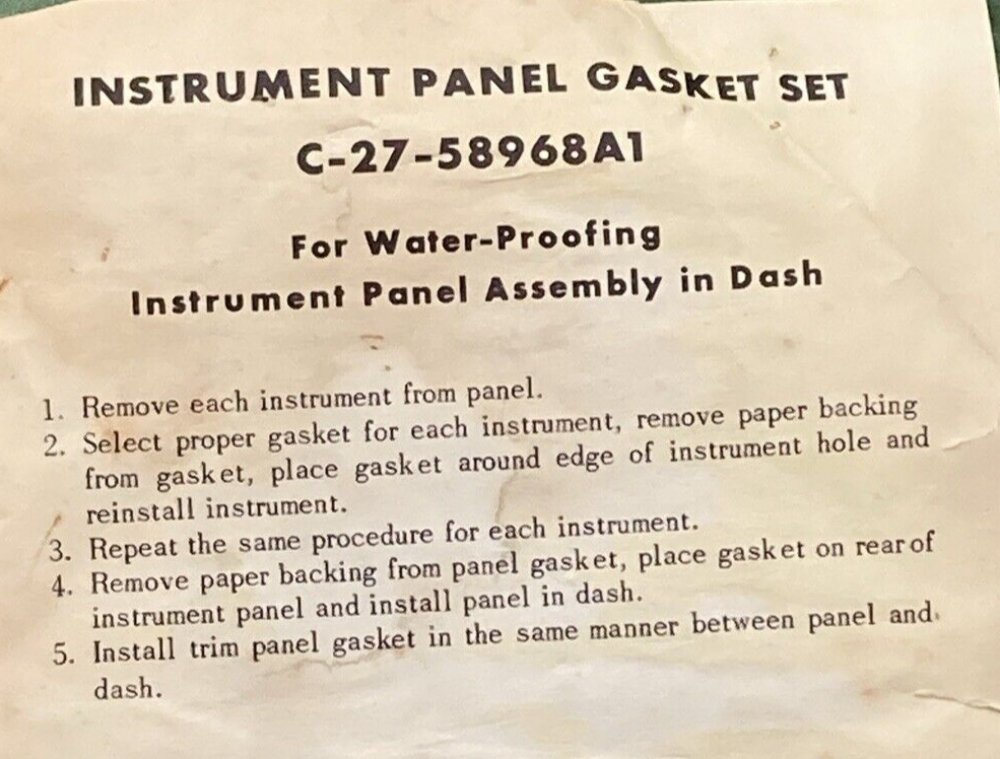 INSTRUMENT PANEL GASKET SET
C-27-58968A1
For Water-Proofing
Instrument Panel Assembly in Dash
1. Remove each instrument from panel.
2. Select proper gasket for each instrument, remove paper backing
from gasket, place gasket around edge of instrument hole and
reinstall instrument.
3. Repeat the same procedure for each instrument.
4. Remove paper backing from panel gasket, place gasket on rear of
instrument panel and install panel in dash.
5. Install trim panel gasket in the same manner between panel and
dash.